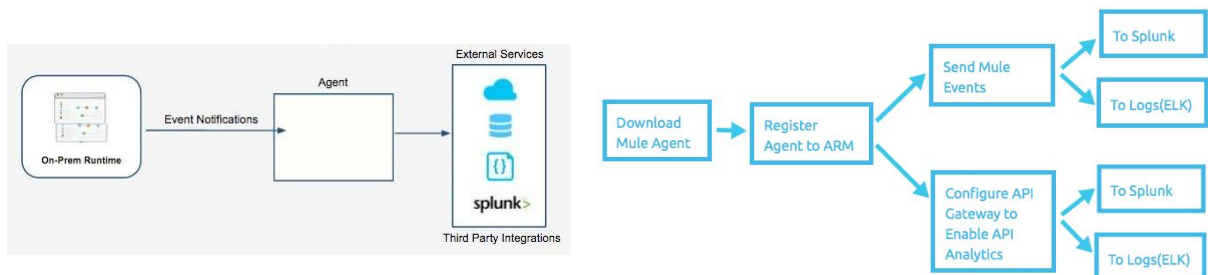 External Services
Agent
Event Notifications
On-Prem Runtime
splunk>
Third Party Integrations
Download
Mule Agent
Register
Agent to ARM
Send Mule
Events
To Splunk
To Logs(ELK)
Configure API
Gateway to
Enable API
Analytics
To Splunk
To Logs(ELK)